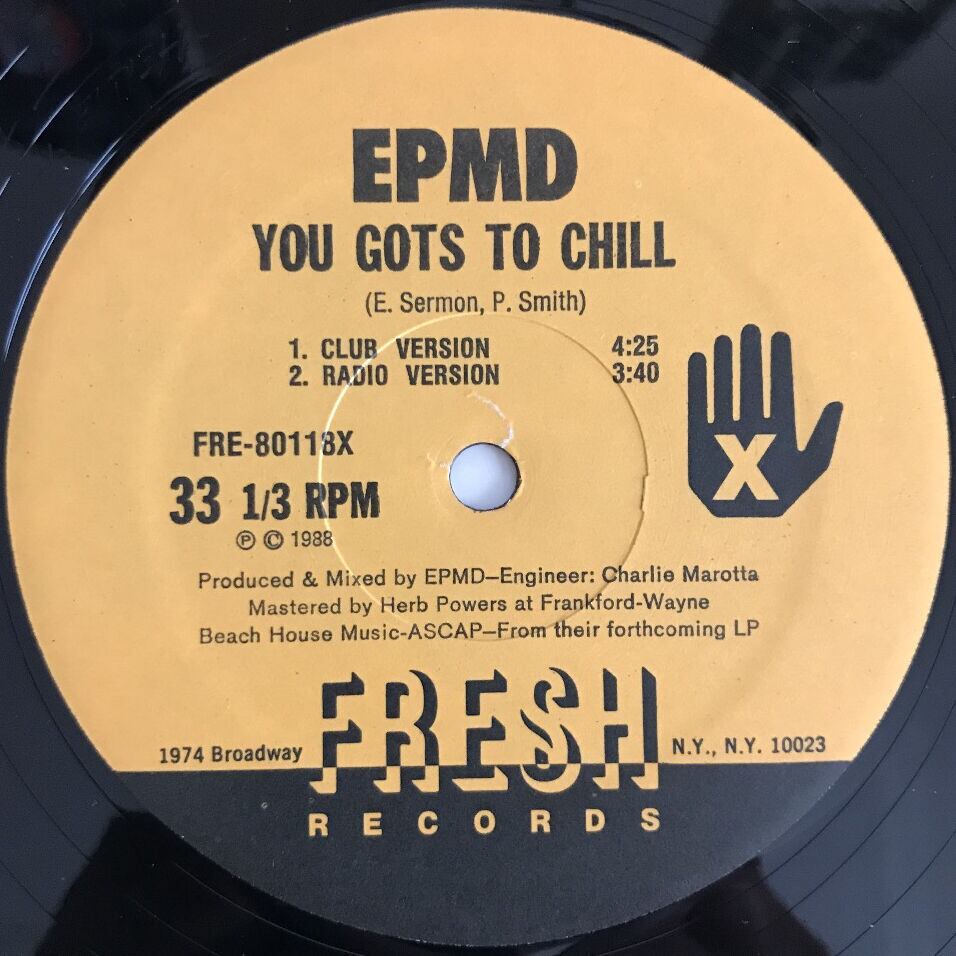 EPMD
YOU GOTS TO CHILL
(E. Sermon, P. Smith)
1. CLUB VERSION 4:25
2. RADIO VERSION 3:40
X
FRE-80118X
33 1/3 RPM
℗ © 1988
Produced & Mixed by EPMD—Engineer: Charlie Marotta
Mastered by Herb Powers at Frankford-Wayne
Beach House Music-ASCAP—From their forthcoming LP
1974 Broadway FRESH N.Y., N.Y. 10023
RECORDS